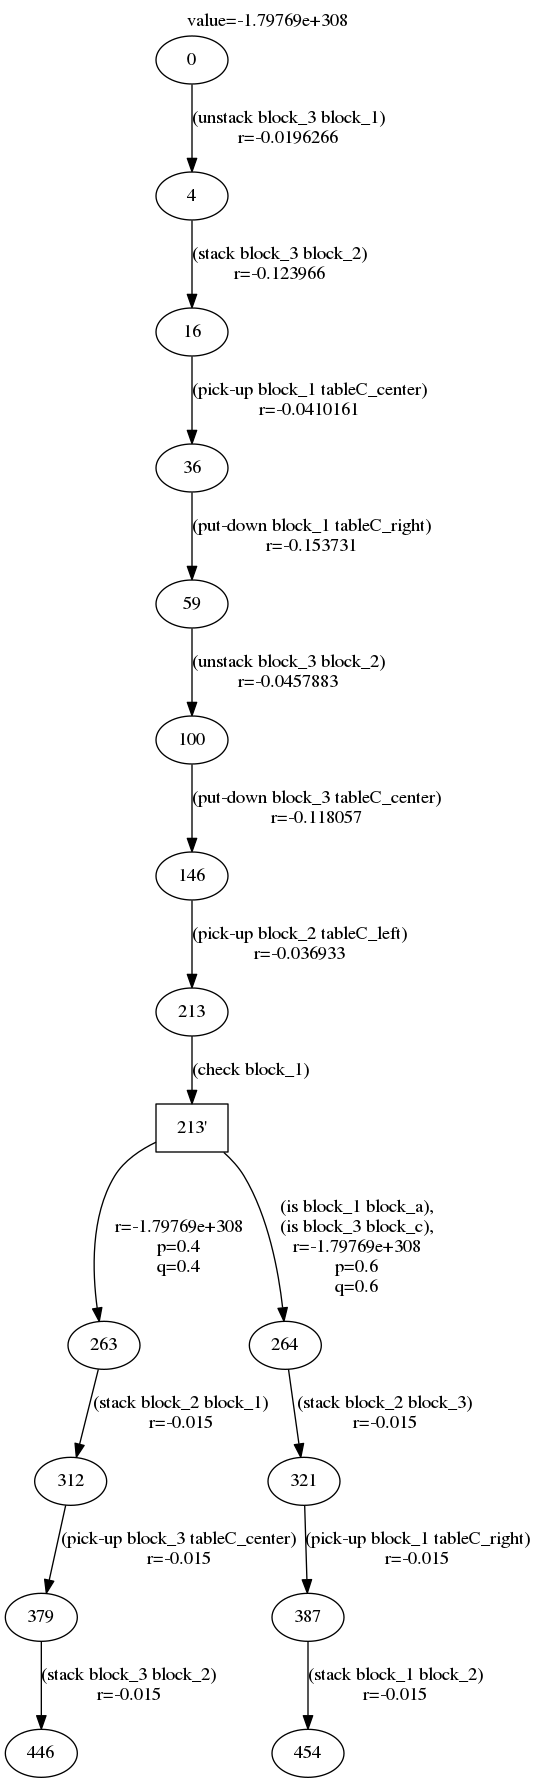 value=-1.79769e+308
0
(unstack block_3 block_1)
r=-0.0196266
4
(stack block_3 block_2)
r=-0.123966
16
(pick-up block_1 tableC_center)
r=-0.0410161
36
(put-down block_1 tableC_right)
r=-0.153731
59
(unstack block_3 block_2)
r=-0.0457883
100
(put-down block_3 tableC_center)
r=-0.118057
146
(pick-up block_2 tableC_left)
r=-0.036933
213
(check block_1)
213'
r=-1.79769e+308
p=0.4
q=0.4
(is block_1 block_a),
(is block_3 block_c),
r=-1.79769e+308
p=0.6
q=0.6
263
264
(stack block_2 block_1)
r=-0.015
(stack block_2 block_3)
r=-0.015
312
321
(pick-up block_3 tableC_center)
r=-0.015
(pick-up block_1 tableC_right)
r=-0.015
379
387
(stack block_3 block_2)
r=-0.015
(stack block_1 block_2)
r=-0.015
446
454